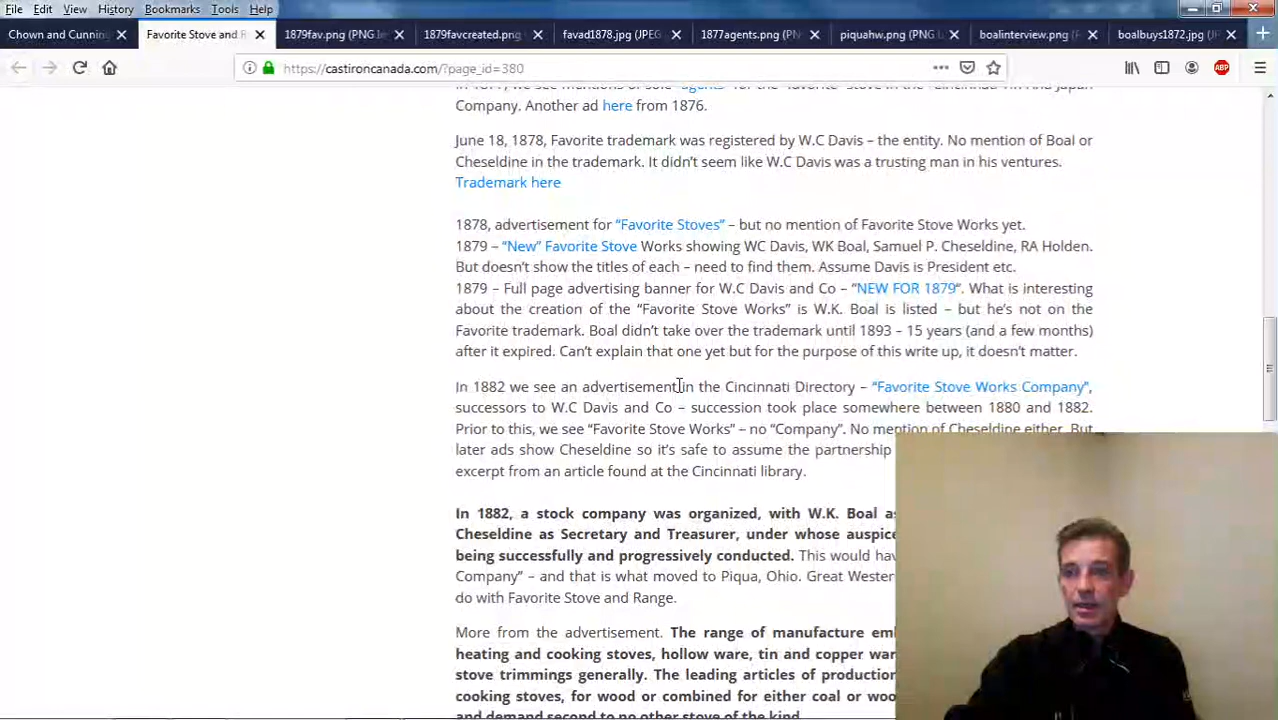 File Edit View History Bookmarks Tools Help
Chown and Cunnin
Favorite Stove and R
1879fav.png (PNG I
1879favcreated.png
favad1878.jpg (JPEG
1877agents.png (PN
piquahw.png (PNG I
boalinterview.png (
boalbuys1872.jpg (J
https://castironcanada.com/?page_id=380
ABP
Company. Another ad here from 1876.
June 18, 1878, Favorite trademark was registered by W.C Davis – the entity. No mention of Boal or
Cheseldine in the trademark. It didn’t seem like W.C Davis was a trusting man in his ventures.
Trademark here
1878, advertisement for “Favorite Stoves” – but no mention of Favorite Stove Works yet.
1879 – “New” Favorite Stove Works showing WC Davis, WK Boal, Samuel P. Cheseldine, RA Holden.
But doesn’t show the titles of each – need to find them. Assume Davis is President etc.
1879 – Full page advertising banner for W.C Davis and Co – “NEW FOR 1879“. What is interesting
about the creation of the “Favorite Stove Works” is W.K. Boal is listed – but he’s not on the
Favorite trademark. Boal didn’t take over the trademark until 1893 – 15 years (and a few months)
after it expired. Can’t explain that one yet but for the purpose of this write up, it doesn’t matter.
In 1882 we see an advertisement in the Cincinnati Directory – “Favorite Stove Works Company”,
successors to W.C Davis and Co – succession took place somewhere between 1880 and 1882.
Prior to this, we see “Favorite Stove Works” – no “Company”. No mention of Cheseldine either. But
later ads show Cheseldine so it’s safe to assume the partnership
excerpt from an article found at the Cincinnati library.
In 1882, a stock company was organized, with W.K. Boal as
Cheseldine as Secretary and Treasurer, under whose auspice
being successfully and progressively conducted. This would hav
Company” – and that is what moved to Piqua, Ohio. Great Wester
do with Favorite Stove and Range.
More from the advertisement. The range of manufacture em
heating and cooking stoves, hollow ware, tin and copper war
stove trimmings generally. The leading articles of production
cooking stoves, for wood or combined for either coal or woo
and demand second to no other stove of the kind.